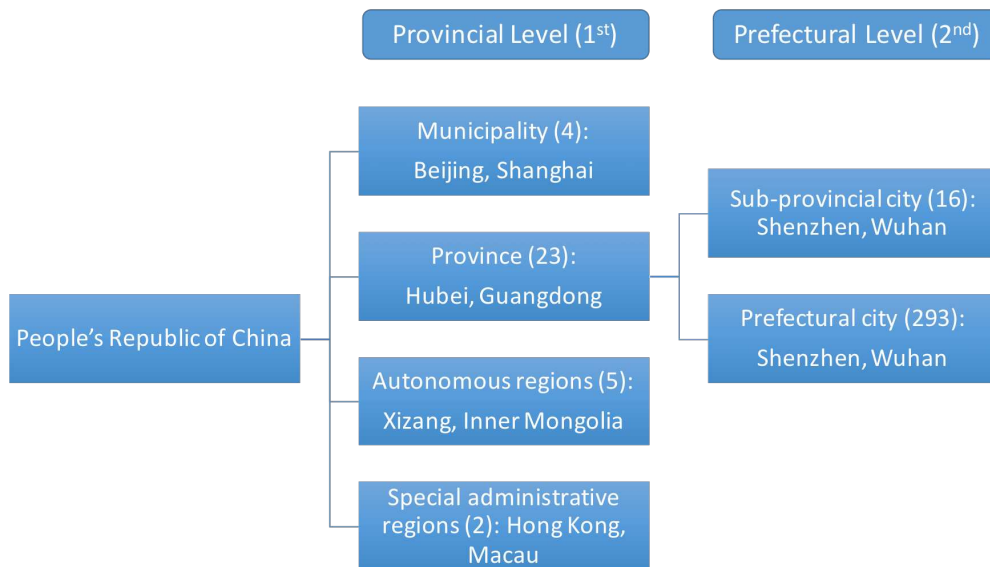 Provincial Level (1st)
Prefectural Level (2nd)
Municipality (4):
Beijing, Shanghai
Sub-provincial city (16):
Shenzhen, Wuhan
Province (23):
Hubei, Guangdong
People's Republic of China
Prefectural city (293):
Shenzhen, Wuhan
Autonomous regions (5):
Xizang, Inner Mongolia
Special administrative
regions (2): Hong Kong,
Macau